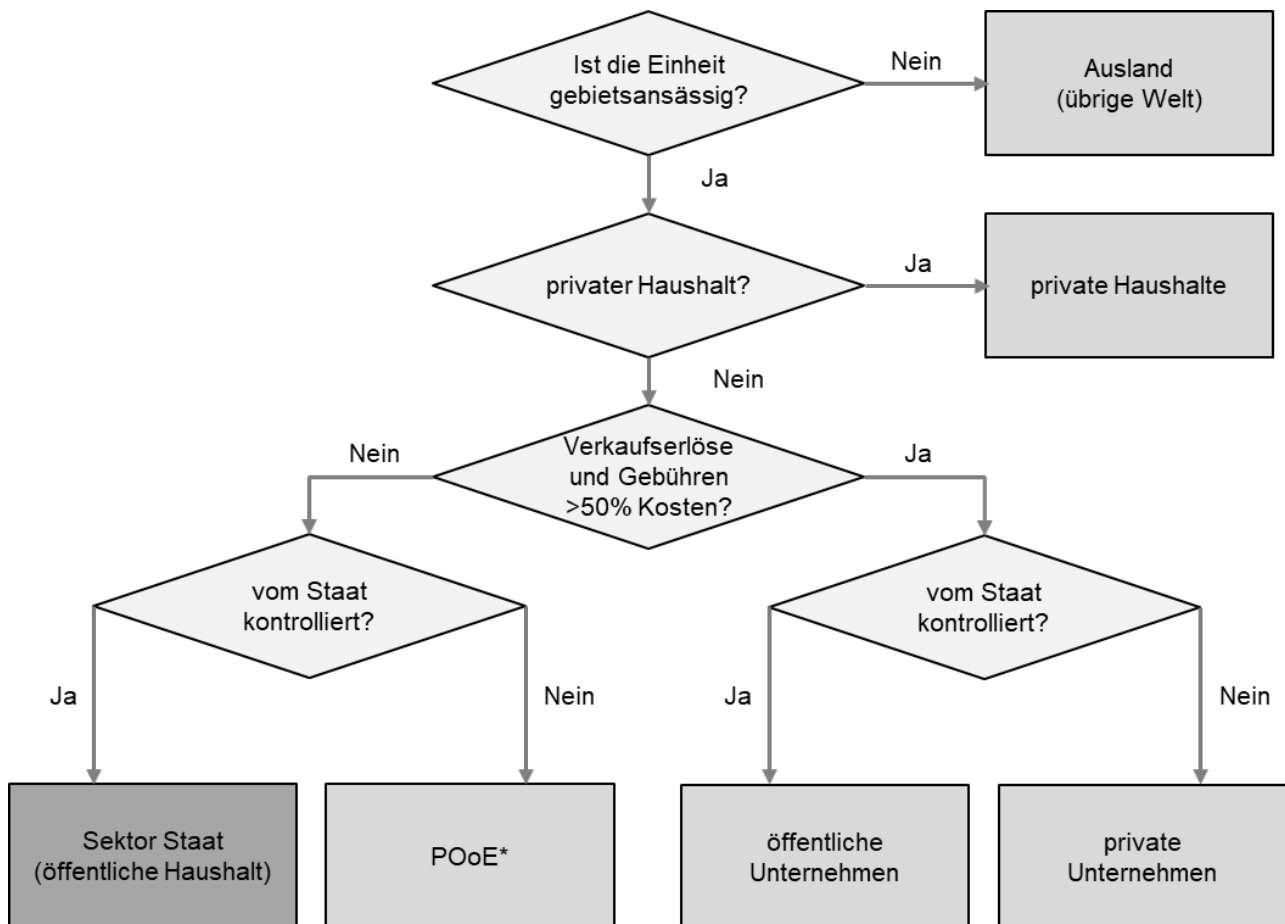 Ist die Einheit
gebietsansässig?
Nein
Ausland
(übrige Welt)
Ja
privater Haushalt?
Ja
private Haushalte
Nein
Verkaufserlöse
und Gebühren
>50% Kosten?
Nein
Ja
vom Staat
kontrolliert?
vom Staat
kontrolliert?
Ja
Nein
Ja
Nein
Sektor Staat
(öffentliche Haushalt)
POoE*
öffentliche
Unternehmen
private
Unternehmen